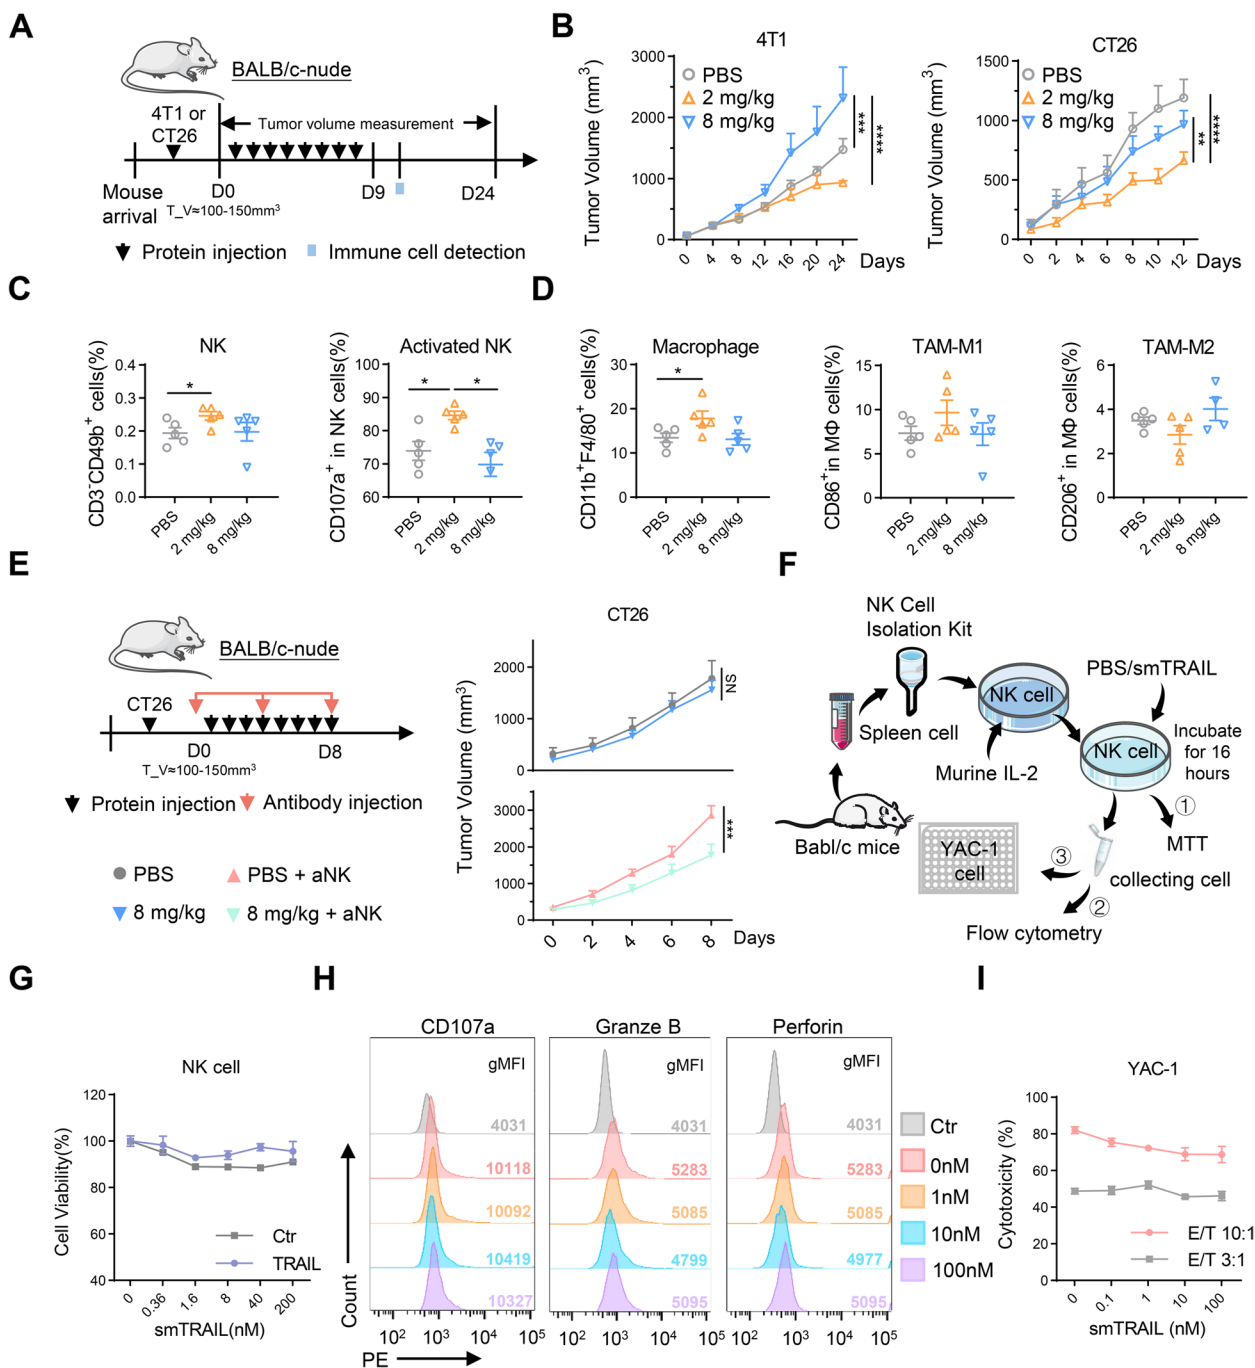 A
BALB/c-nude
4T1 or
CT26
Tumor volume measurement
Mouse
arrival
D0
T_V≈100-150mm3
D9
D24
Protein injection
Immune cell detection
B
4T1
Tumor Volume (mm3)
3000
2000
1000
0
PBS
2 mg/kg
8 mg/kg
***
****
0 4 8 12 16 20 24 Days
CT26
Tumor Volume (mm3)
1500
1000
500
0
PBS
2 mg/kg
8 mg/kg
**
****
0 2 4 6 8 10 12 Days
C
NK
CD3-CD49b+ cells(%)
0.4
0.3
0.2
0.1
0.0
*
PBS
2 mg/kg
8 mg/kg
Activated NK
CD107a+ in NK cells(%)
100
90
80
70
60
* *
PBS
2 mg/kg
8 mg/kg
D
Macrophage
CD11b+F4/80+ cells(%)
30
20
10
0
*
PBS
2 mg/kg
8 mg/kg
TAM-M1
CD86+ in MΦ cells(%)
15
10
5
0
PBS
2 mg/kg
8 mg/kg
TAM-M2
CD206+ in MΦ cells(%)
6
4
2
0
PBS
2 mg/kg
8 mg/kg
E
BALB/c-nude
CT26
D0
D8
T_V≈100-150mm3
Protein injection
Antibody injection
PBS
PBS + aNK
8 mg/kg
8 mg/kg + aNK
CT26
Tumor Volume (mm3)
2000
1000
0
NS
3000
2000
1000
0
***
0 2 4 6 8 Days
F
NK Cell
Isolation Kit
Spleen cell
NK cell
Murine IL-2
PBS/smTRAIL
NK cell
Incubate
for 16
hours
Babl/c mice
YAC-1
cell
①
MTT
③
collecting cell
②
Flow cytometry
G
NK cell
Cell Viability(%)
120
100
80
60
40
Ctr
TRAIL
0 0.36 1.6 8 40 200
smTRAIL(nM)
H
CD107a
gMFI
4031
10118
10092
10419
10327
Granze B
gMFI
4031
5283
5085
4799
5095
Perforin
gMFI
4031
5283
5085
4977
5095
Count
102 103 104 105
102 103 104 105
102 103 104 105
PE
Ctr
0nM
1nM
10nM
100nM
I
YAC-1
Cytotoxicity (%)
100
80
60
40
20
0
E/T 10:1
E/T 3:1
0 0.1 1 10 100
smTRAIL (nM)